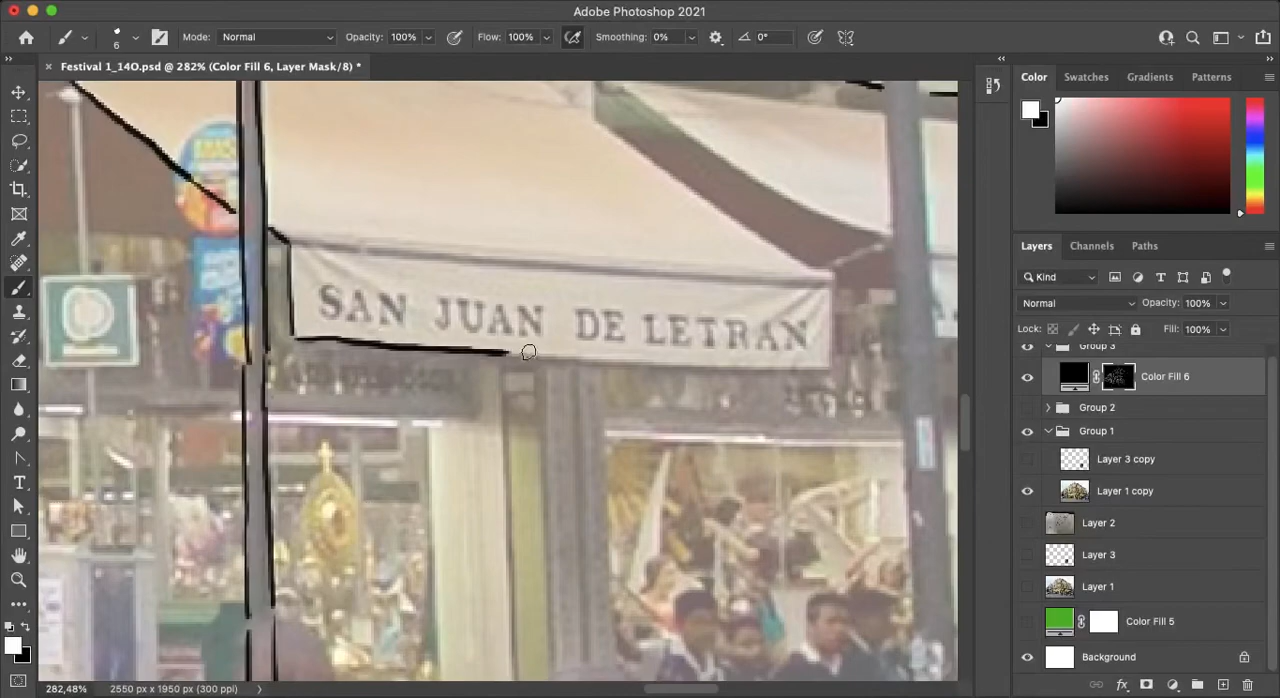 Adobe Photoshop 2021
6
Mode: Normal
Opacity: 100%
Flow: 100%
Smoothing: 0%
0°
Festival 1_14O.psd @ 282% (Color Fill 6, Layer Mask/8) *
Color
Swatches
Gradients
Patterns
SAN JUAN DE LETRAN
Layers
Channels
Paths
Kind
Normal
Opacity: 100%
Lock:
Fill: 100%
Group 3
Color Fill 6
Group 2
Group 1
Layer 3 copy
Layer 1 copy
Layer 2
Layer 3
Layer 1
Color Fill 5
Background
282,48%
2550 px x 1950 px (300 ppi)